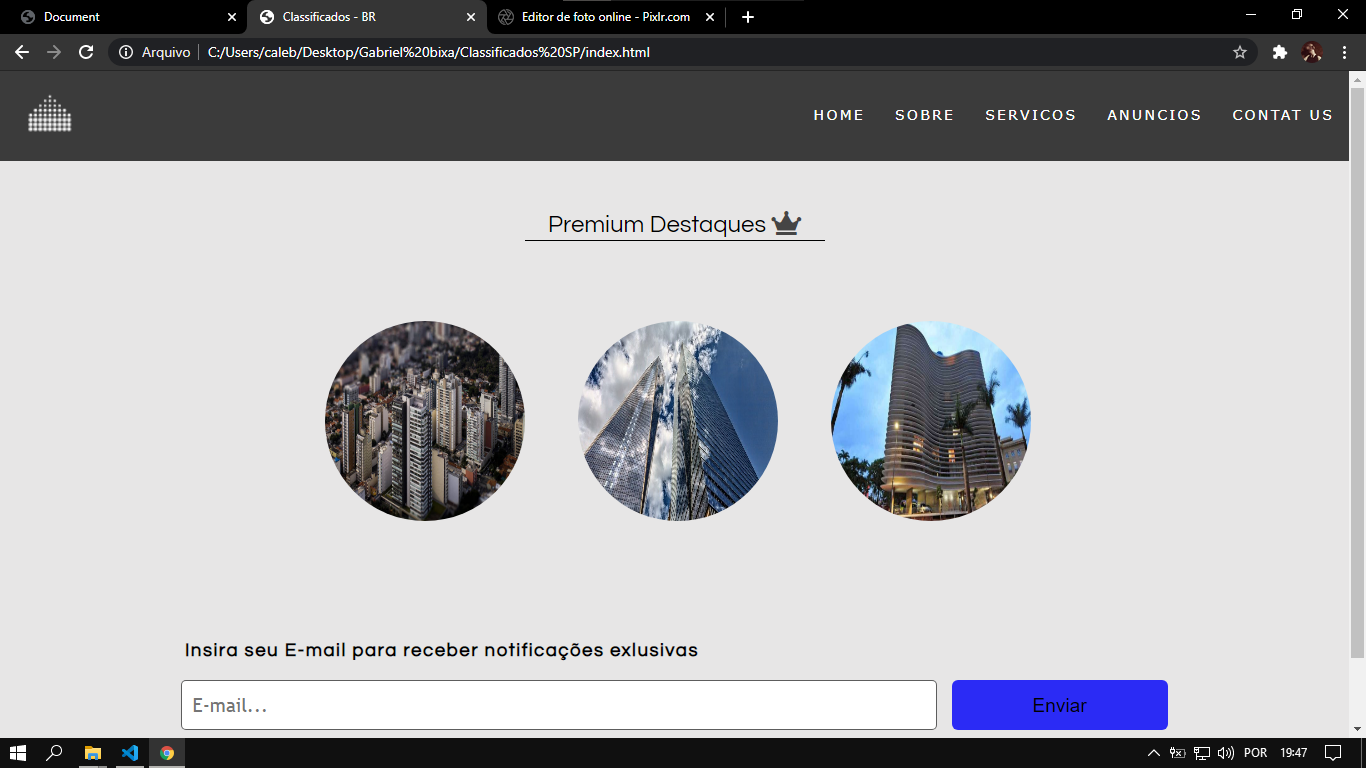 Document
Classificados - BR
Editor de foto online - Pixlr.com
Arquivo
C:/Users/caleb/Desktop/Gabriel%20bixa/Classificados%20SP/index.html
HOME SOBRE SERVICOS ANUNCIOS CONTAT US
Premium Destaques
Insira seu E-mail para receber notificações exlusivas
E-mail...
Enviar
POR
19:47